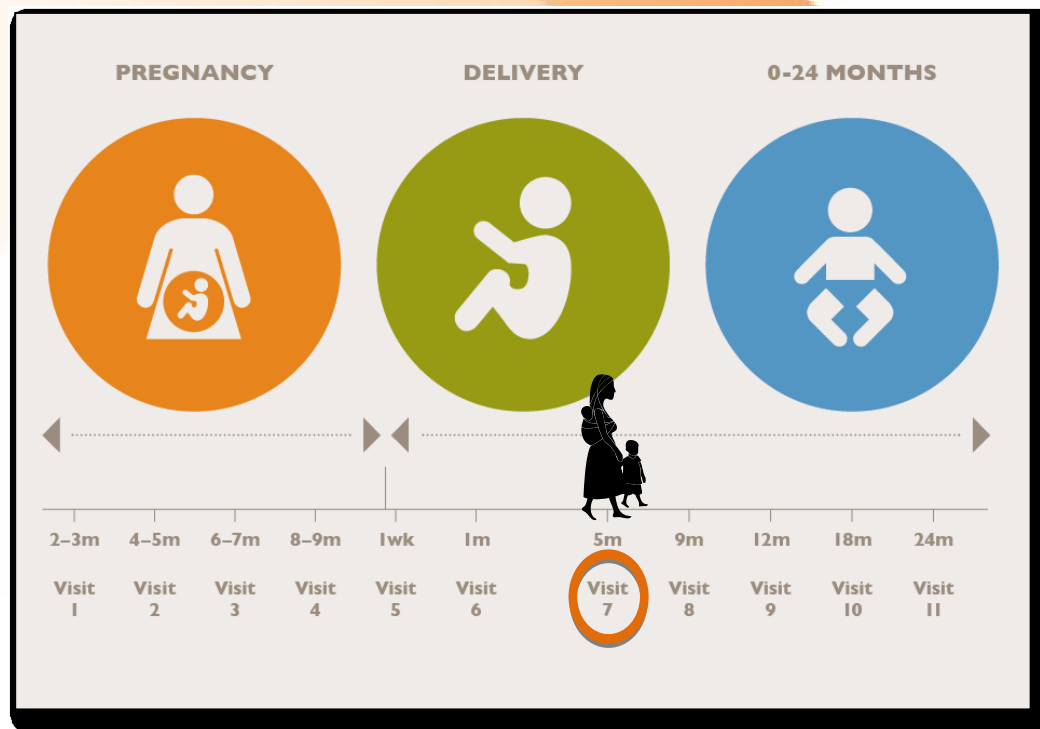 PREGNANCY DELIVERY 0-24 MONTHS
2–3m 4–5m 6–7m 8–9m 1wk 1m 5m 9m 12m 18m 24m
Visit Visit Visit Visit Visit Visit Visit Visit Visit Visit Visit
1 2 3 4 5 6 7 8 9 10 11